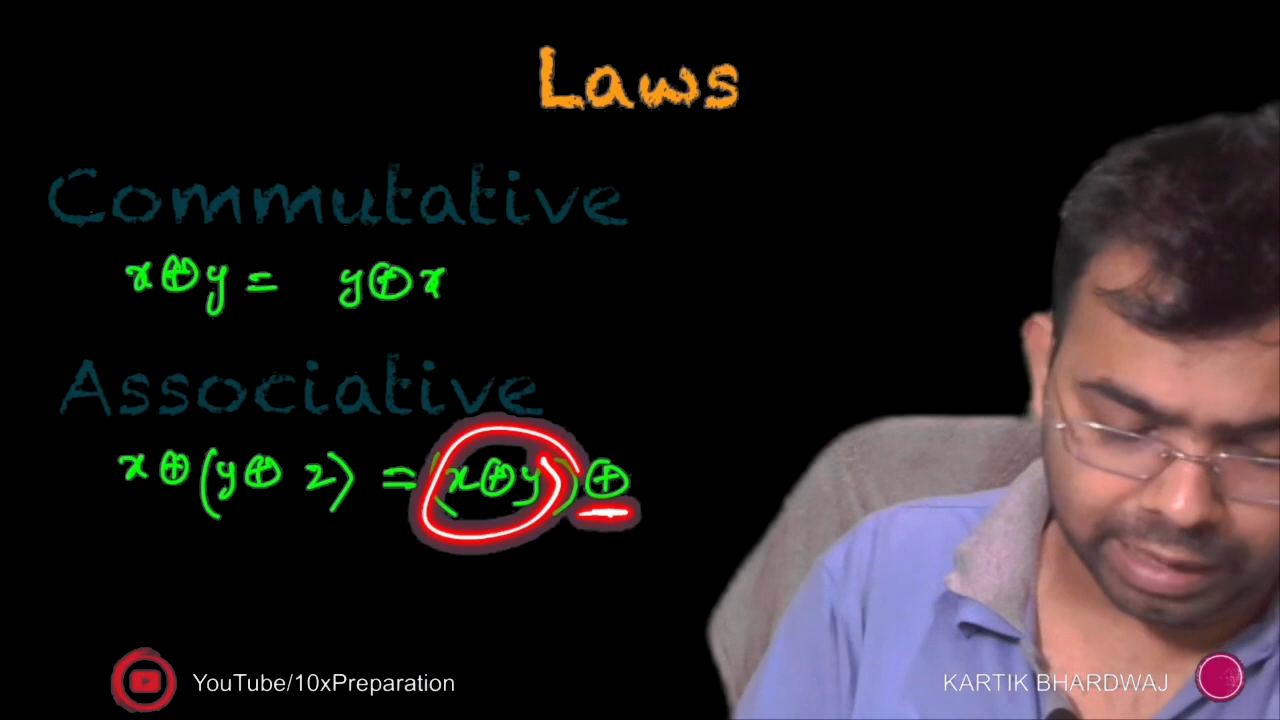 Laws
Commutative
x⊕y = y⊕x
Associative
x⊕(y⊕z) = (x⊕y)⊕
YouTube/10xPreparation
KARTIK BHARDWAJ